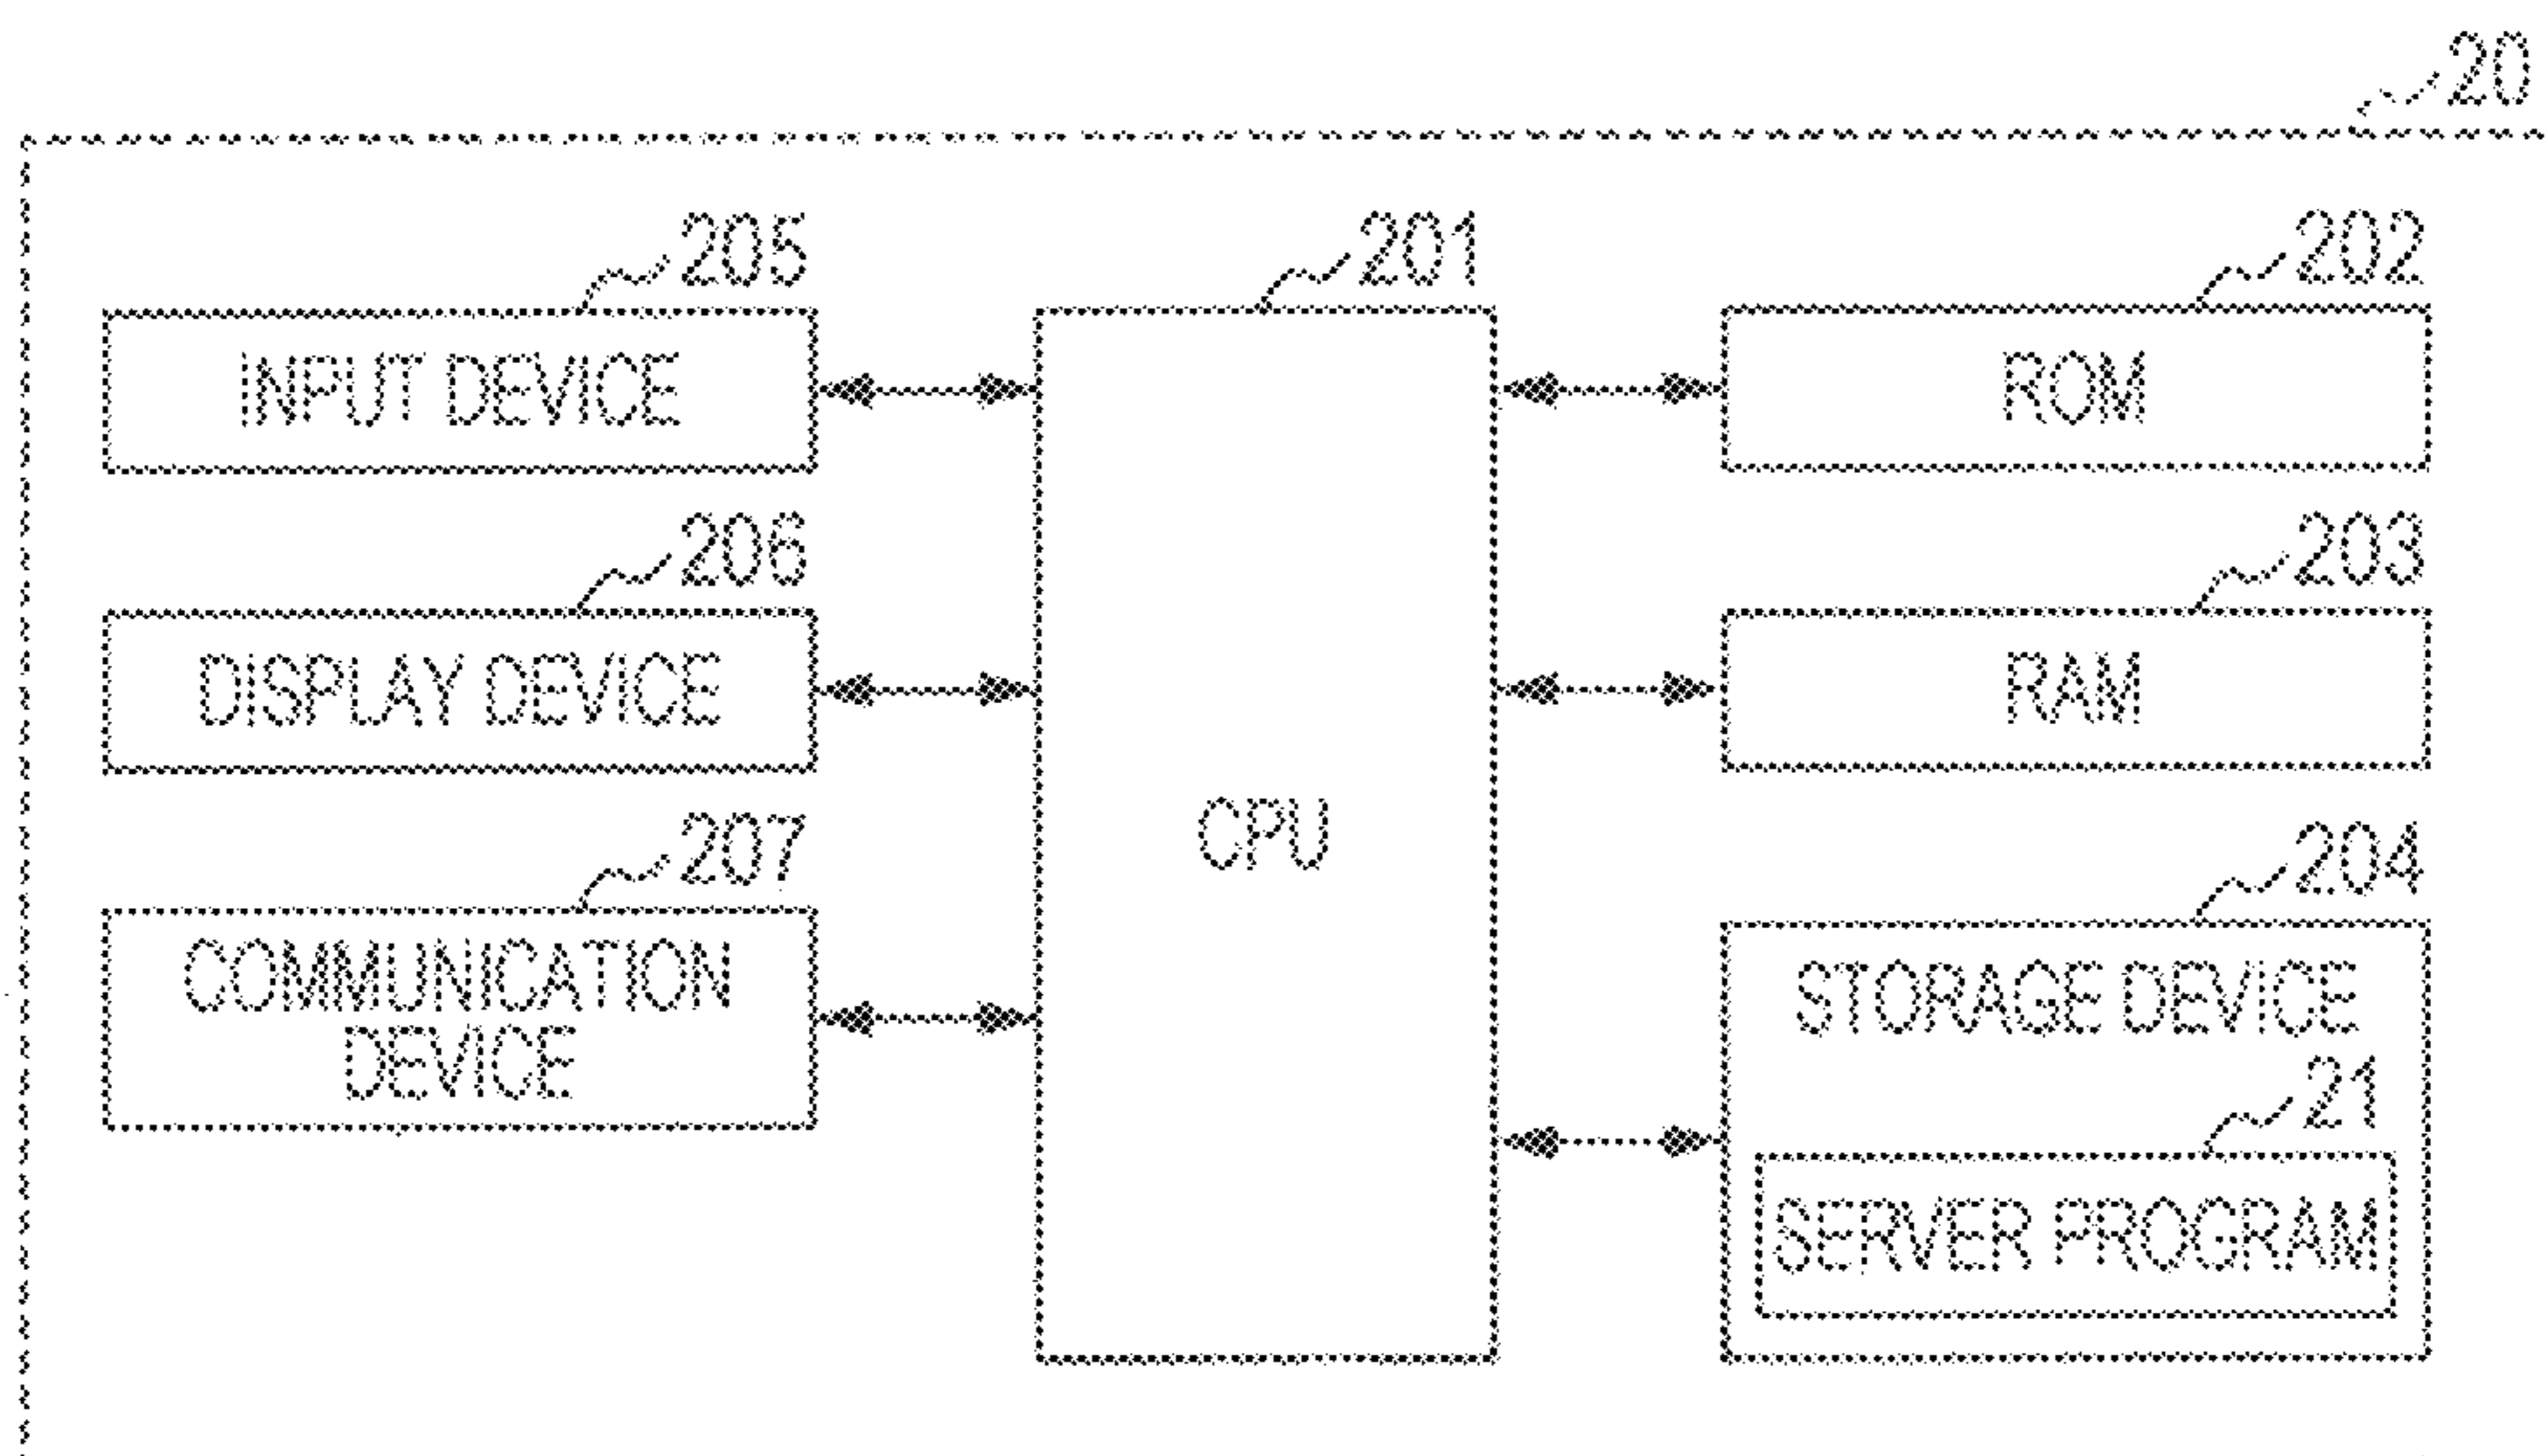 20
205
201
202
INPUT DEVICE
ROM
206
203
DISPLAY DEVICE
RAM
CPU
207
204
COMMUNICATION
DEVICE
STORAGE DEVICE
21
SERVER PROGRAM